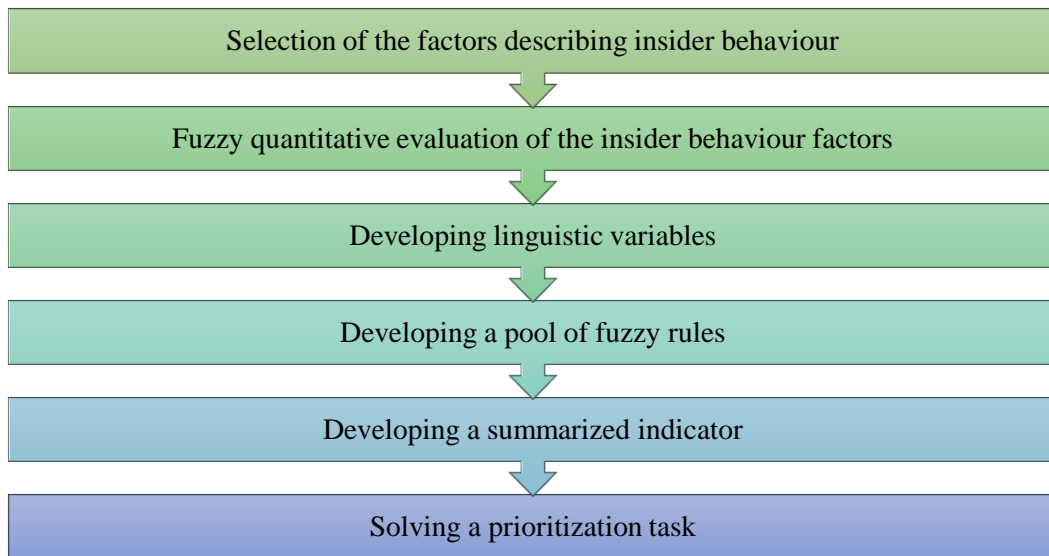 Selection of the factors describing insider behaviour
Fuzzy quantitative evaluation of the insider behaviour factors
Developing linguistic variables
Developing a pool of fuzzy rules
Developing a summarized indicator
Solving a prioritization task